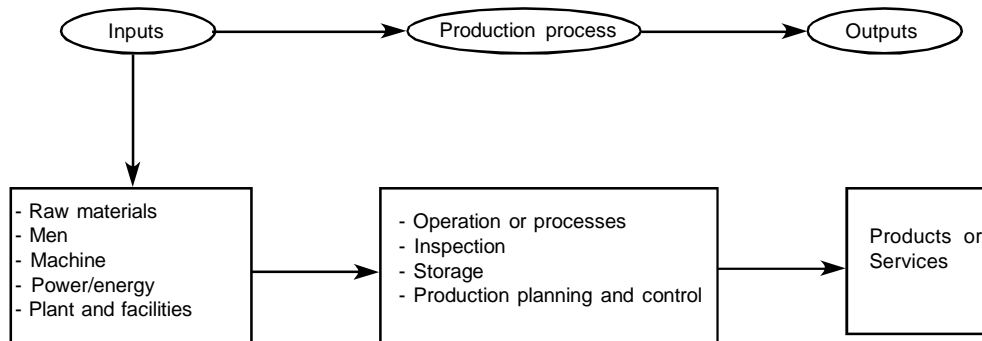 Inputs
Production process
Outputs
- Raw materials
- Men
- Machine
- Power/energy
- Plant and facilities
- Operation or processes
- Inspection
- Storage
- Production planning and control
Products or
Services